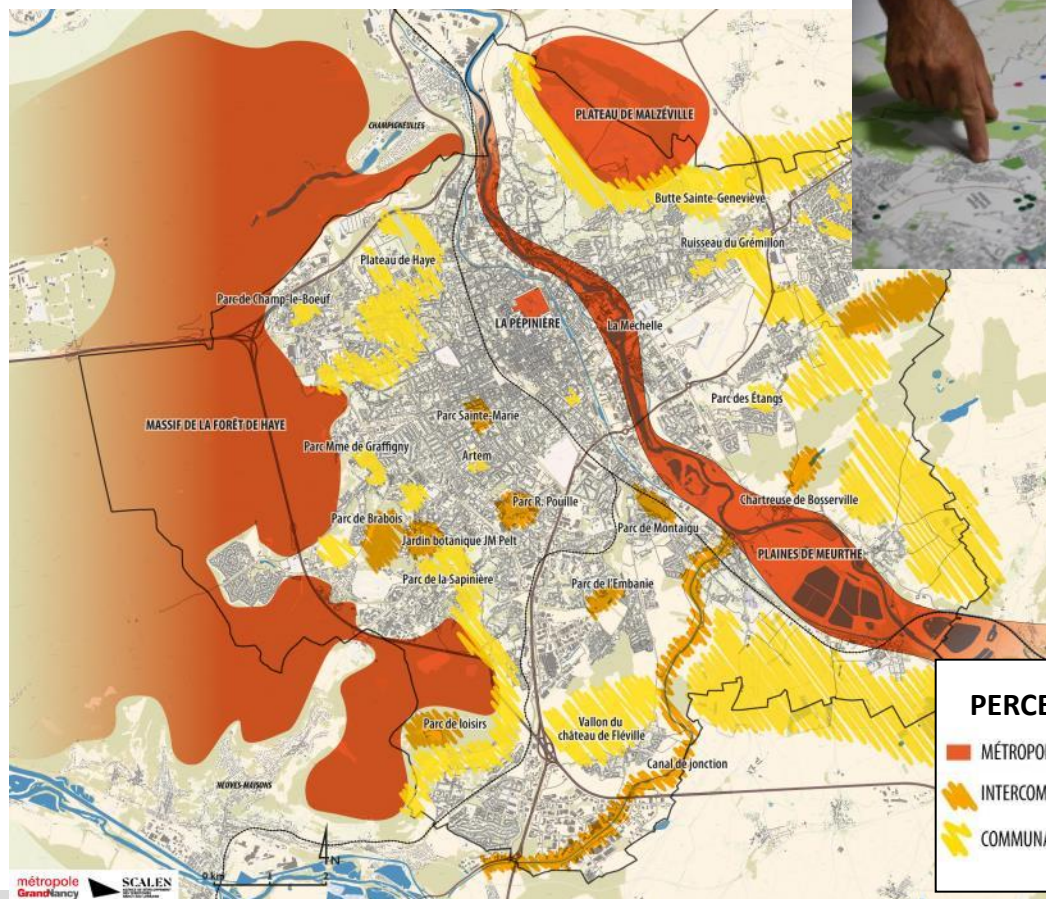 CHAMPIGNEULLES
PLATEAU DE MALZÉVILLE
Butte Sainte-Geneviève
Ruisseau du Grémillon
Plateau de Haye
Parc de Champ-le-Boeuf
LA PÉPINIÈRE
La Méchelle
Parc des Étangs
Parc Sainte-Marie
MASSIF DE LA FORÊT DE HAYE
Parc Mme de Graffigny
Artem
Parc R. Pouille
Chartreuse de Bosserville
Parc de Brabois
Jardin botanique JM Pelt
Parc de Montaigu
PLAINES DE MEURTHE
Parc de la Sapinière
Parc de l'Embanie
Parc de loisirs
Vallon du
château de Fléville
Canal de jonction
NEUVES-MAISONS
PERCE
MÉTROPOL
INTERCOM
COMMUNA
N
0 km 1 2
métropole
GrandNancy
SCALEN